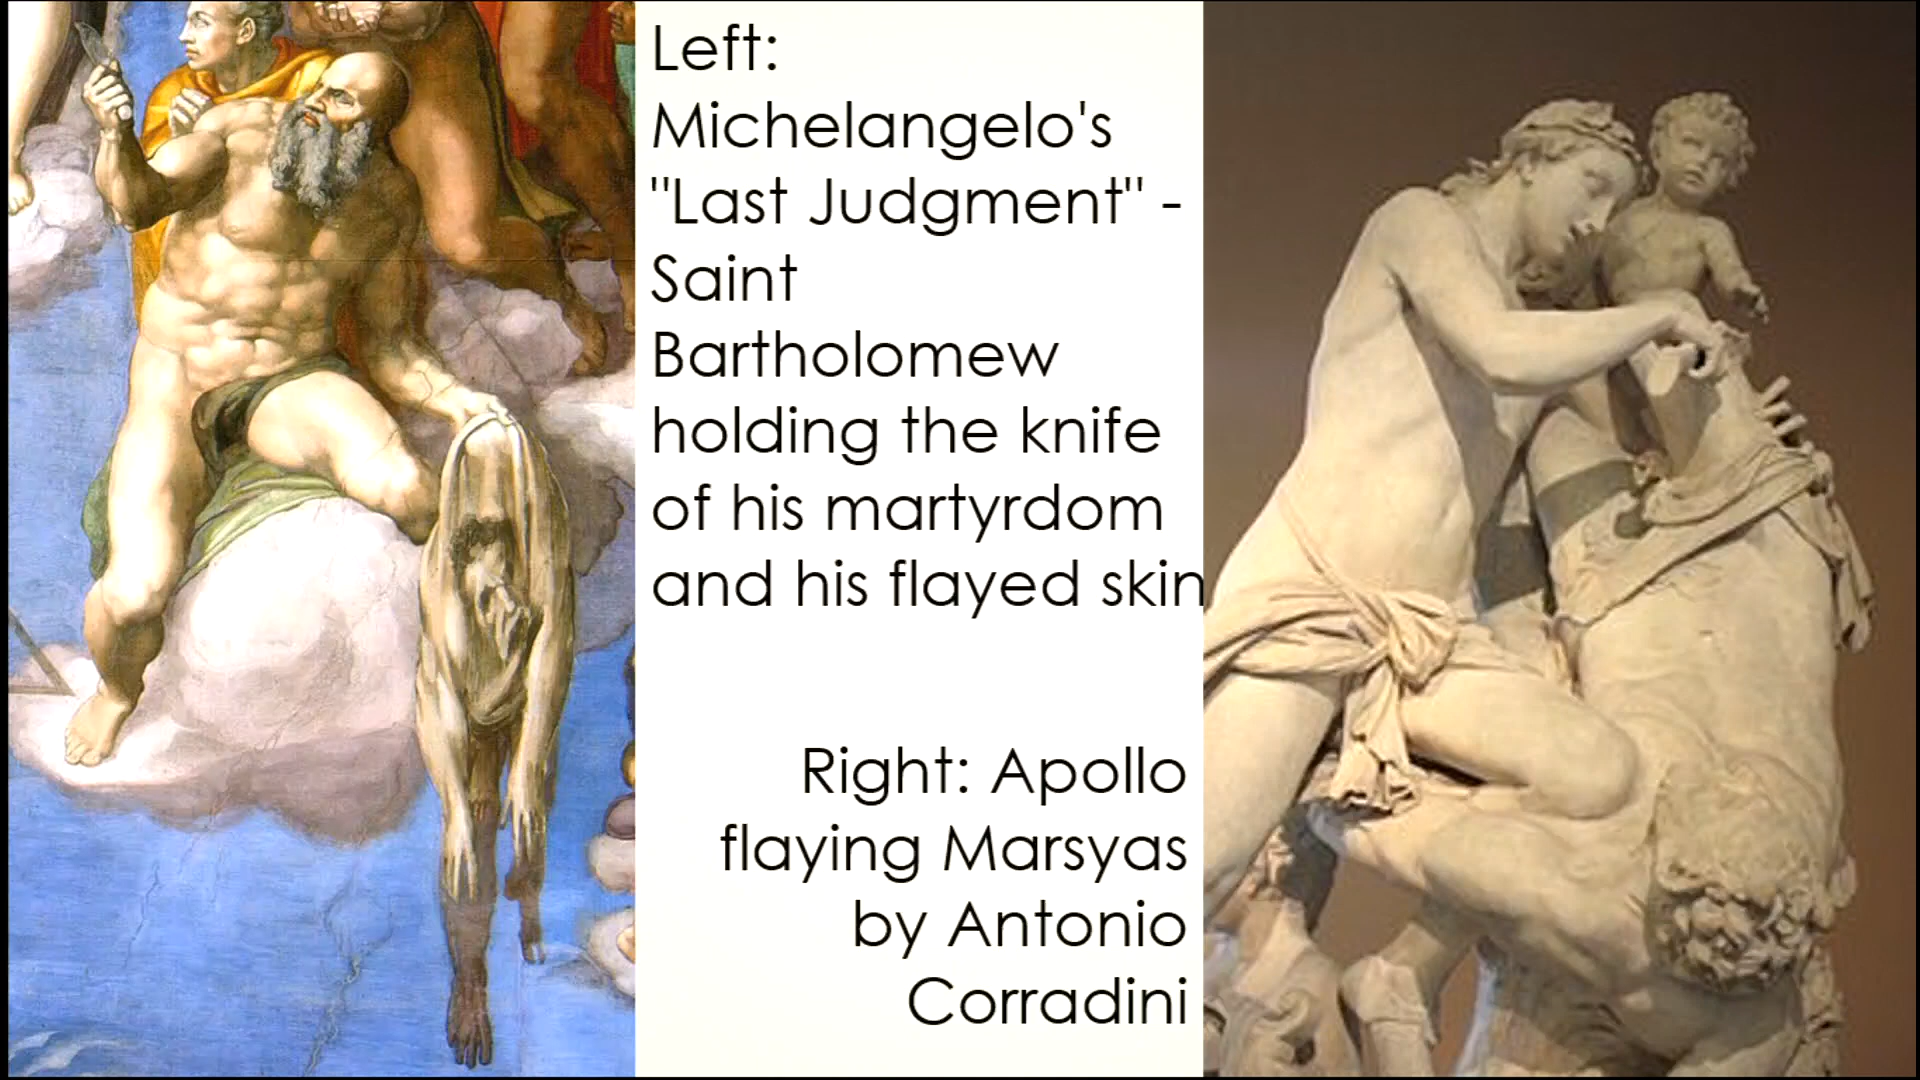 Left:
Michelangelo's
"Last Judgment" -
Saint
Bartholomew
holding the knife
of his martyrdom
and his flayed skin
Right: Apollo
flaying Marsyas
by Antonio
Corradini